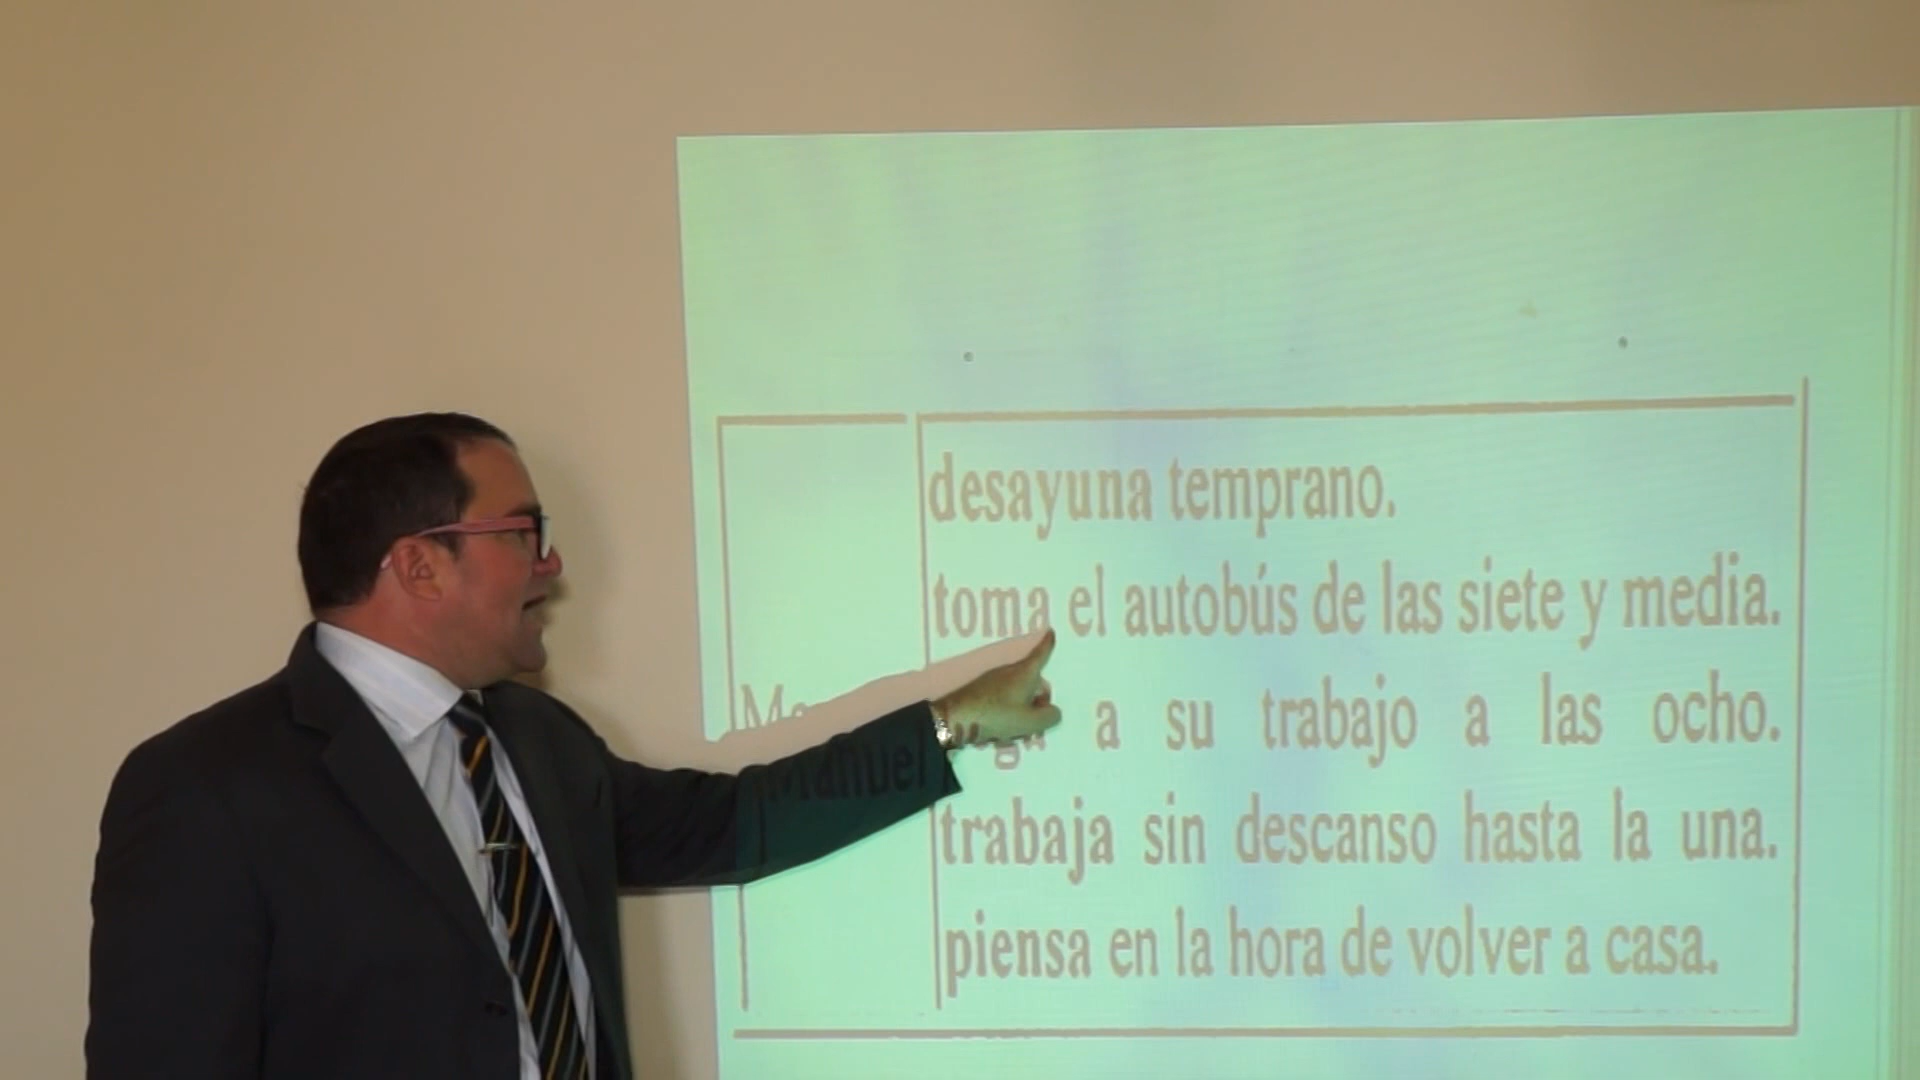 desayuna temprano.
toma el autobús de las siete y media.
Manuel
a su trabajo a las ocho.
trabaja sin descanso hasta la una.
piensa en la hora de volver a casa.